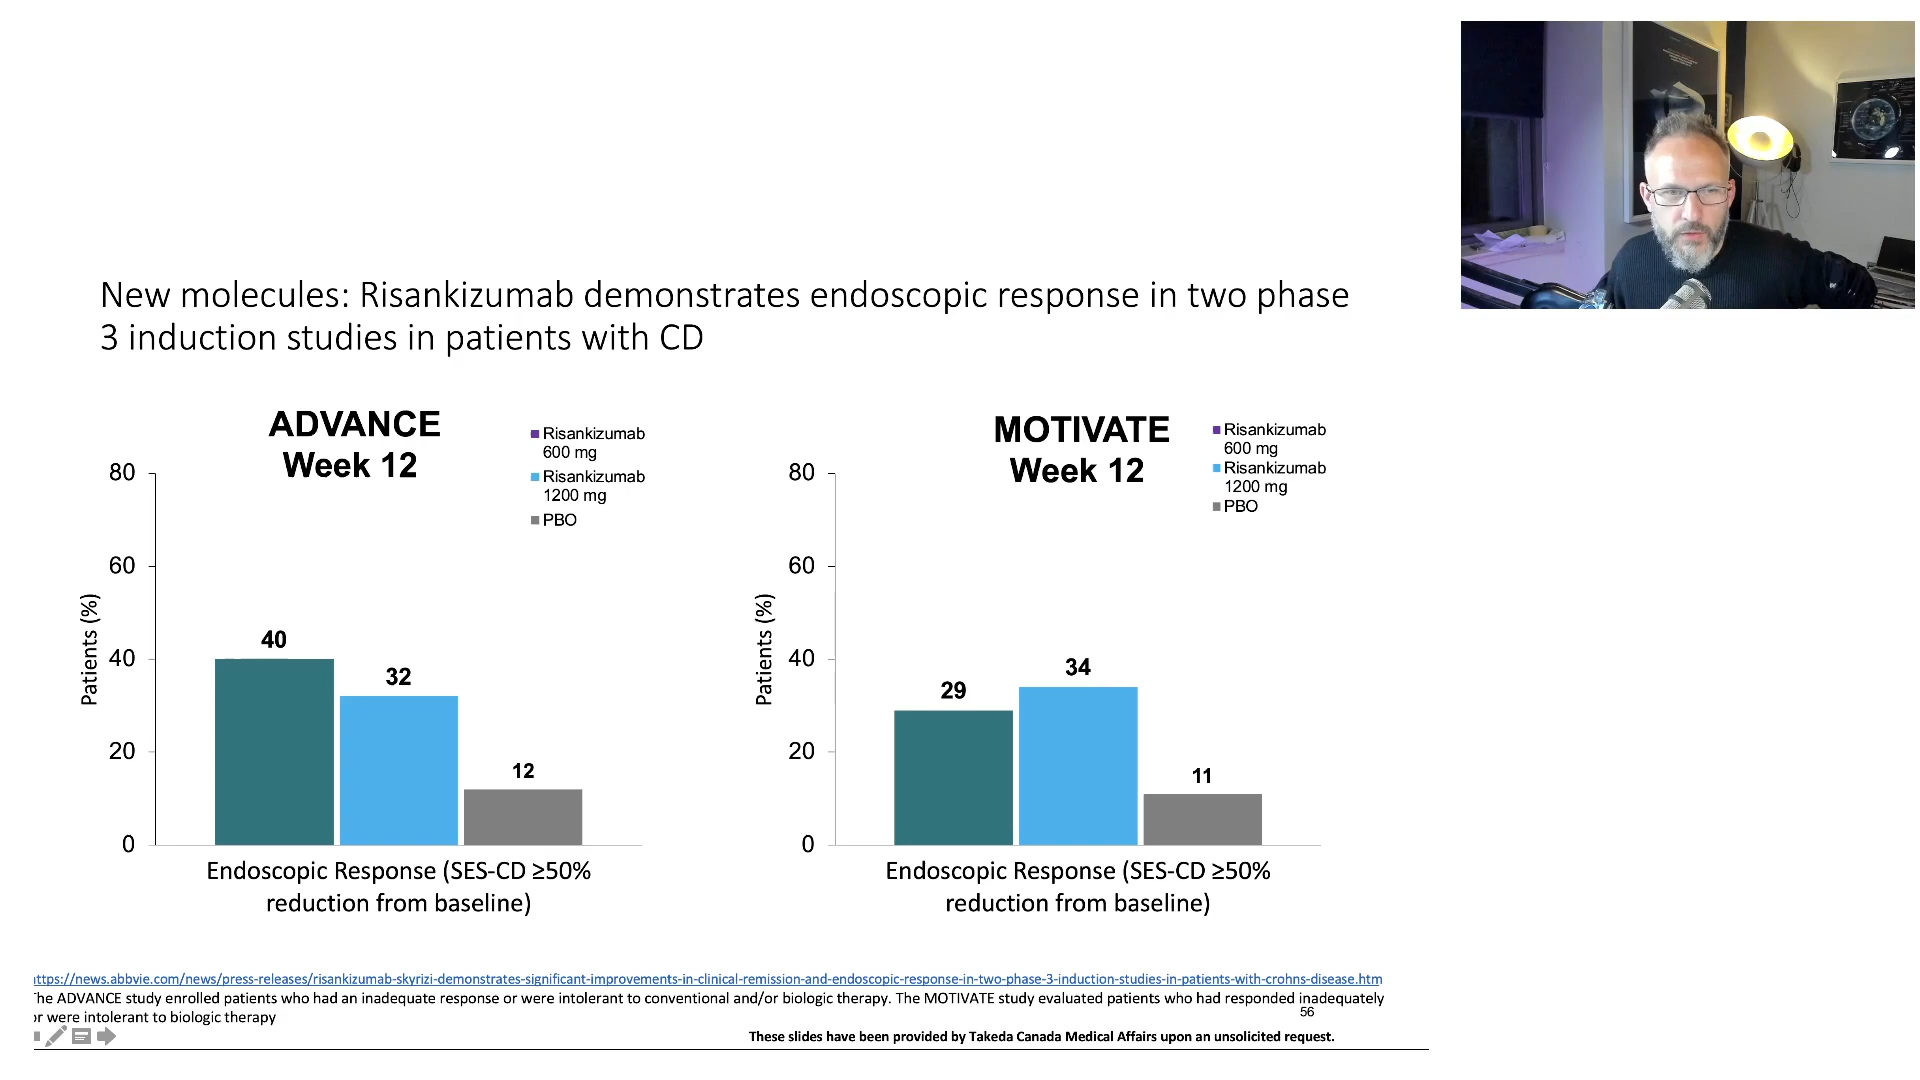 New molecules: Risankizumab demonstrates endoscopic response in two phase
3 induction studies in patients with CD
ADVANCE
Week 12
Risankizumab
600 mg
Risankizumab
1200 mg
PBO
80
60
40
20
0
Patients (%)
40
32
12
Endoscopic Response (SES-CD ≥50%
reduction from baseline)
MOTIVATE
Week 12
Risankizumab
600 mg
Risankizumab
1200 mg
PBO
80
60
40
20
0
Patients (%)
29
34
11
Endoscopic Response (SES-CD ≥50%
reduction from baseline)
ttps://news.abbvie.com/news/press-releases/risankizumab-skyrizi-demonstrates-significant-improvements-in-clinical-remission-and-endoscopic-response-in-two-phase-3-induction-studies-in-patients-with-crohns-disease.htm
he ADVANCE study enrolled patients who had an inadequate response or were intolerant to conventional and/or biologic therapy. The MOTIVATE study evaluated patients who had responded inadequately
or were intolerant to biologic therapy
56
These slides have been provided by Takeda Canada Medical Affairs upon an unsolicited request.